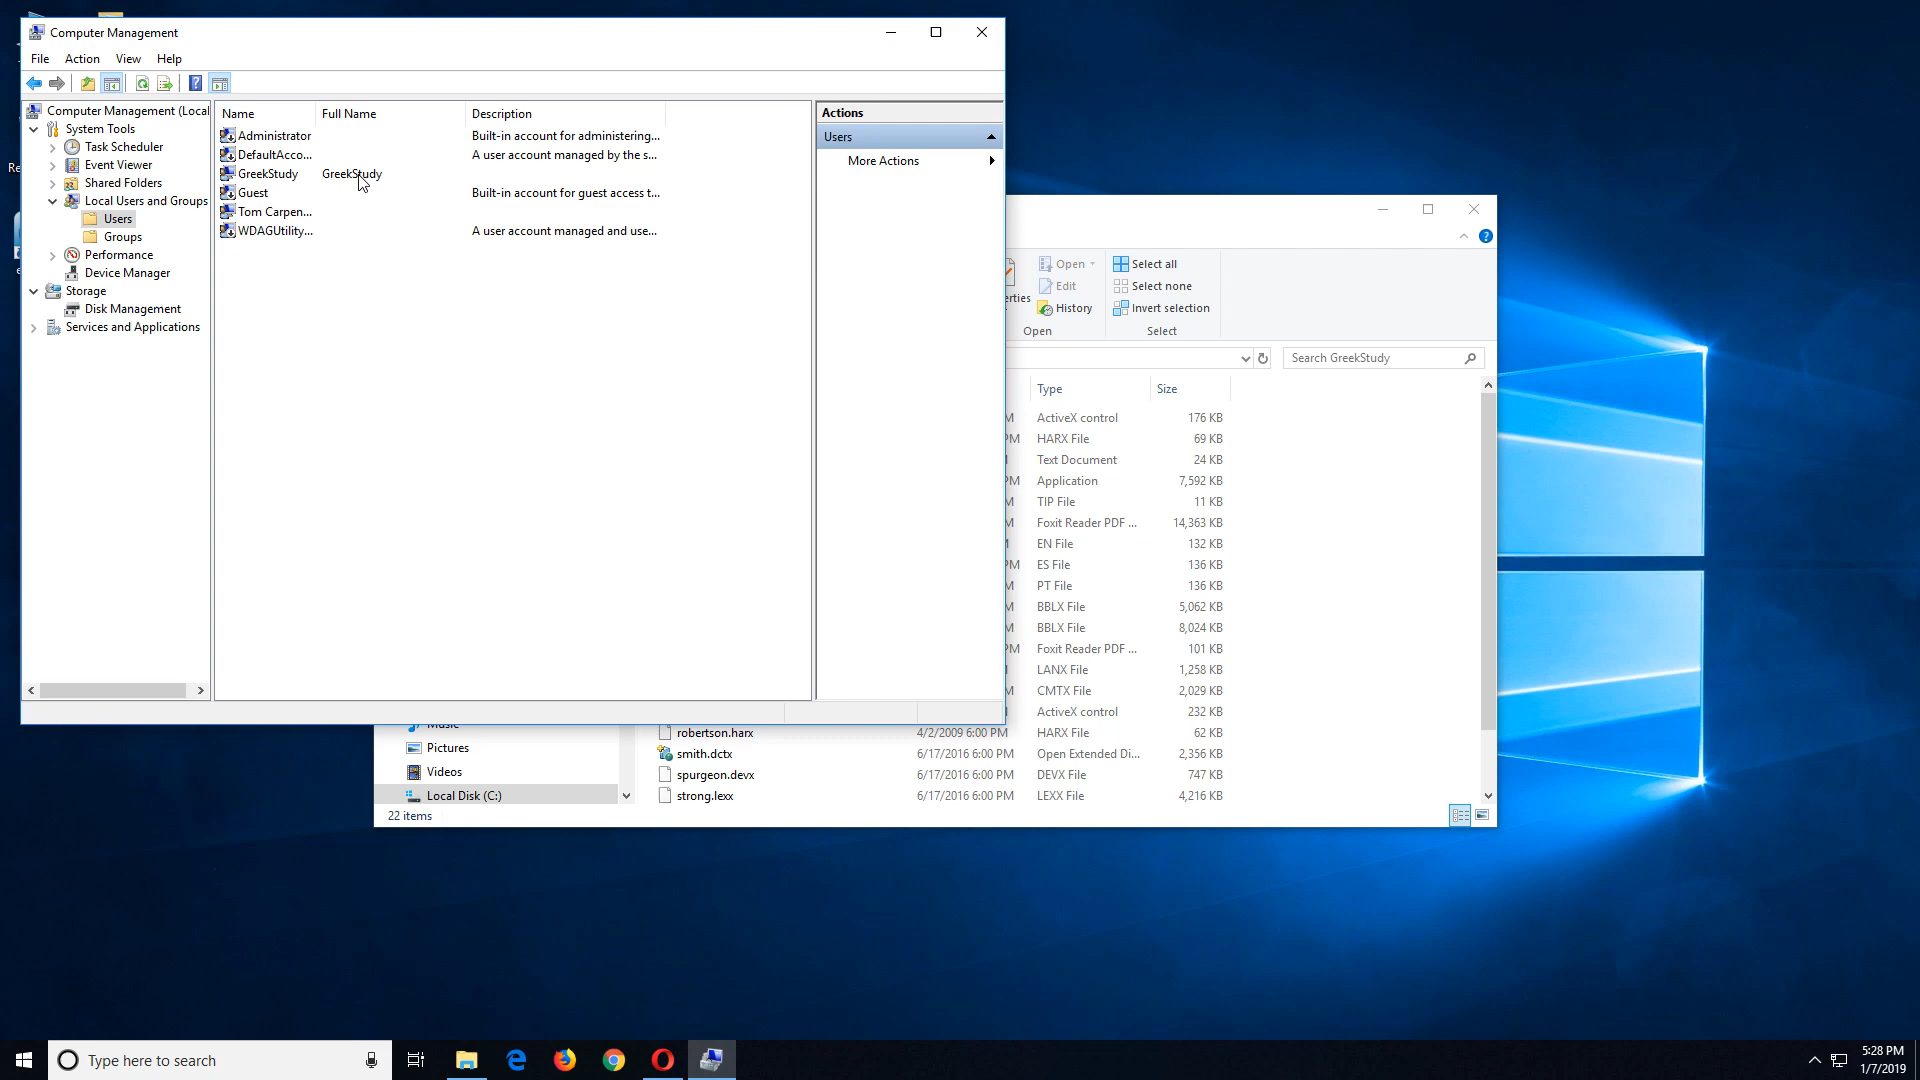 Computer Management
File Action View Help
Computer Management (Local
System Tools
Task Scheduler
Event Viewer
Shared Folders
Local Users and Groups
Users
Groups
Performance
Device Manager
Storage
Disk Management
Services and Applications
Name Full Name Description
Administrator Built-in account for administering...
DefaultAcco... A user account managed by the s...
GreekStudy GreekStudy
Guest Built-in account for guest access t...
Tom Carpen...
WDAGUtility... A user account managed and use...
Actions
Users
More Actions
Open Select all
Edit Select none
erties History Invert selection
Open Select
Search GreekStudy
Type Size
M ActiveX control 176 KB
PM HARX File 69 KB
Text Document 24 KB
PM Application 7,592 KB
M TIP File 11 KB
M Foxit Reader PDF ... 14,363 KB
EN File 132 KB
PM ES File 136 KB
M PT File 136 KB
M BBLX File 5,062 KB
M BBLX File 8,024 KB
PM Foxit Reader PDF ... 101 KB
LANX File 1,258 KB
M CMTX File 2,029 KB
M ActiveX control 232 KB
Music
Pictures
Videos
Local Disk (C:)
robertson.harx 4/2/2009 6:00 PM HARX File 62 KB
smith.dctx 6/17/2016 6:00 PM Open Extended Di... 2,356 KB
spurgeon.devx 6/17/2016 6:00 PM DEVX File 747 KB
strong.lexx 6/17/2016 6:00 PM LEXX File 4,216 KB
22 items
Type here to search
5:28 PM
1/7/2019